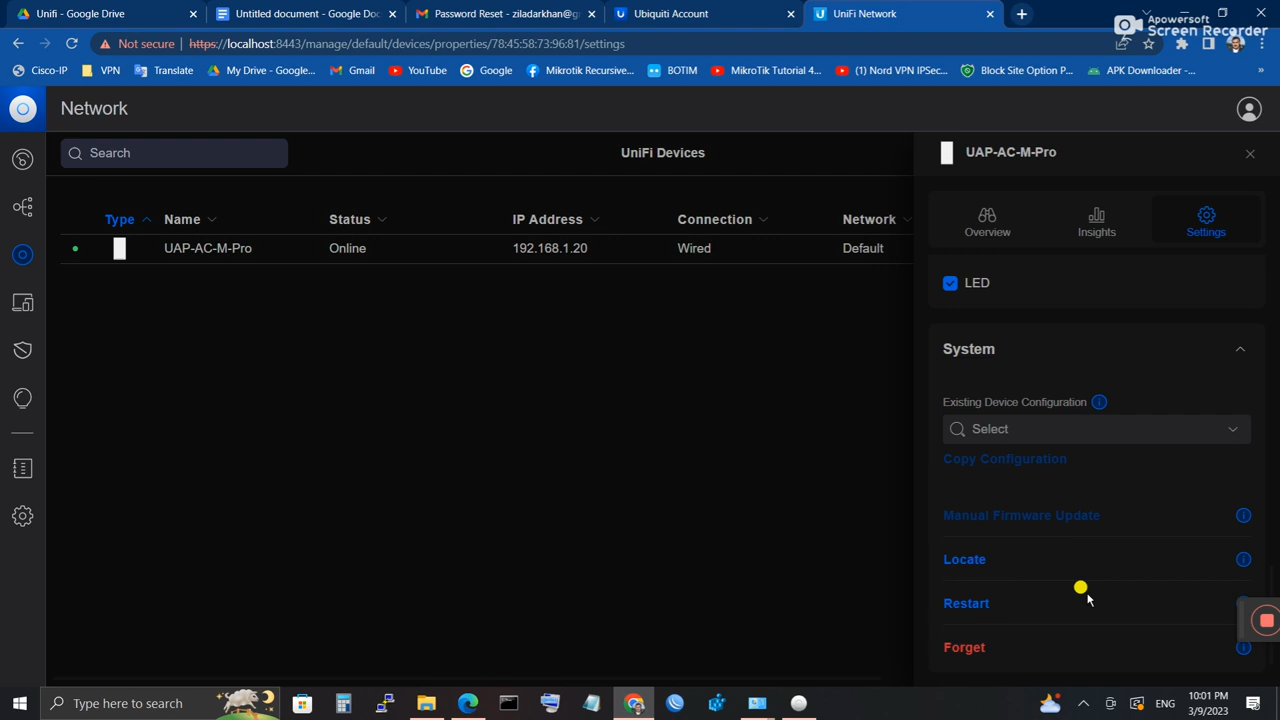 Unifi - Google Drive
Untitled document - Google Doc
Password Reset - ziladarkhan@g
Ubiquiti Account
UniFi Network
Apowersoft
Screen Recorder
Not secure
https://localhost:8443/manage/default/devices/properties/78:45:58:73:96:81/settings
Cisco-IP
VPN
Translate
My Drive - Google...
Gmail
YouTube
Google
Mikrotik Recursive...
BOTIM
MikroTik Tutorial 4...
(1) Nord VPN IPSec...
Block Site Option P...
APK Downloader -...
»
Network
Search
UniFi Devices
UAP-AC-M-Pro
Overview
Insights
Settings
Type
Name
Status
IP Address
Connection
Network
UAP-AC-M-Pro
Online
192.168.1.20
Wired
Default
LED
System
Existing Device Configuration
Select
Copy Configuration
Manual Firmware Update
Locate
Restart
Forget
Type here to search
ENG
10:01 PM
3/9/2023